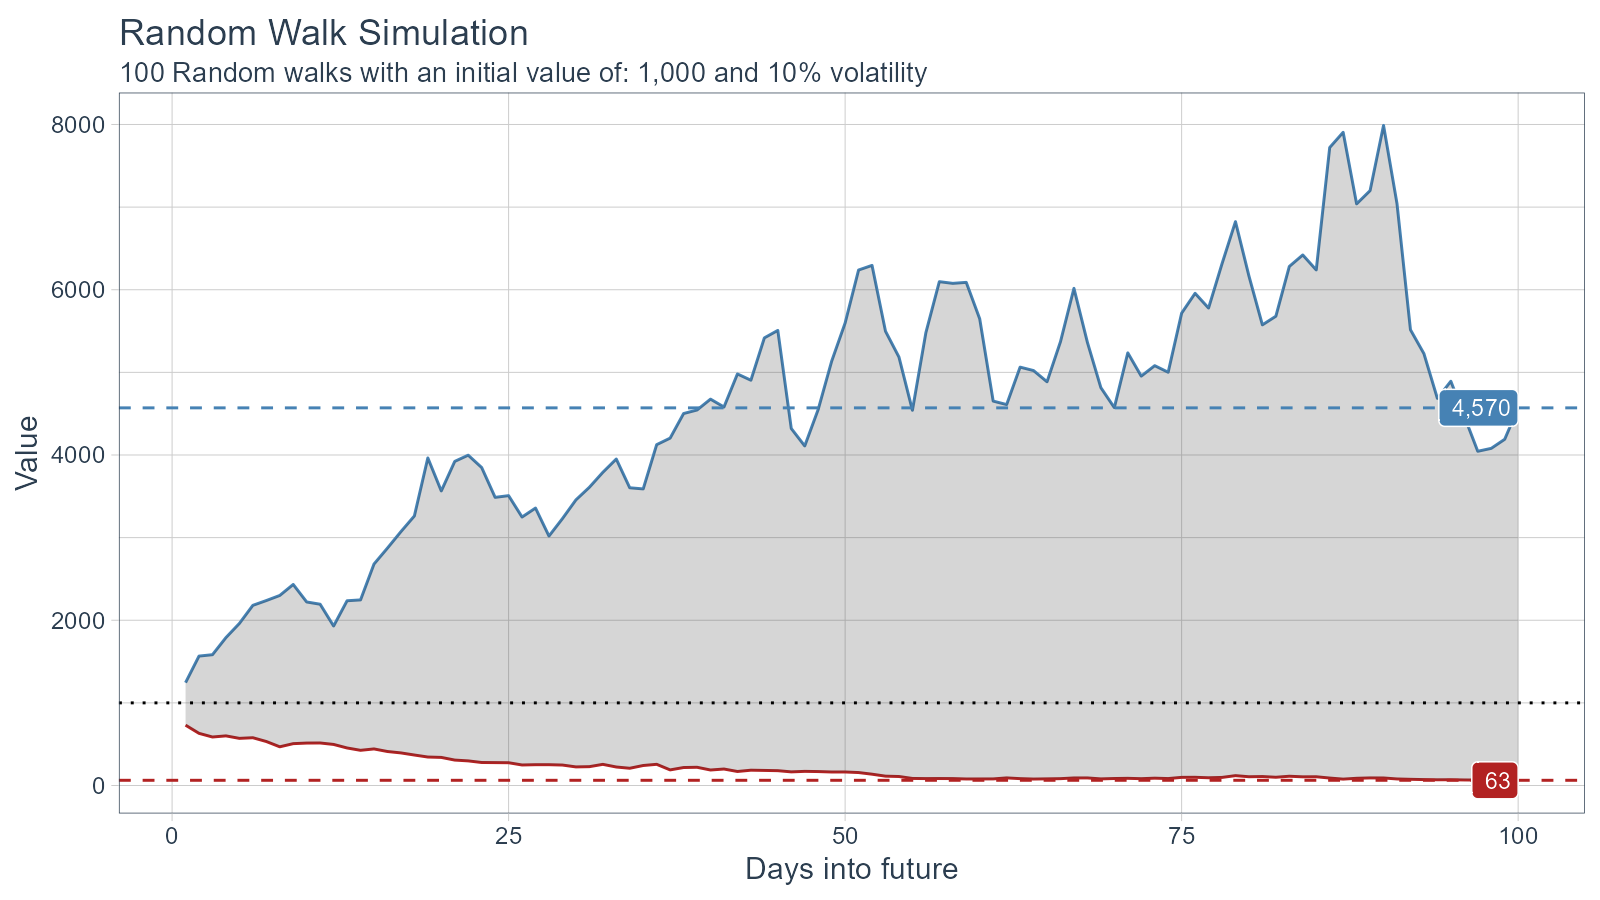 Random Walk Simulation
100 Random walks with an initial value of: 1,000 and 10% volatility
8000
6000
4000
2000
0
Value
4,570
63
0 25 50 75 100
Days into future